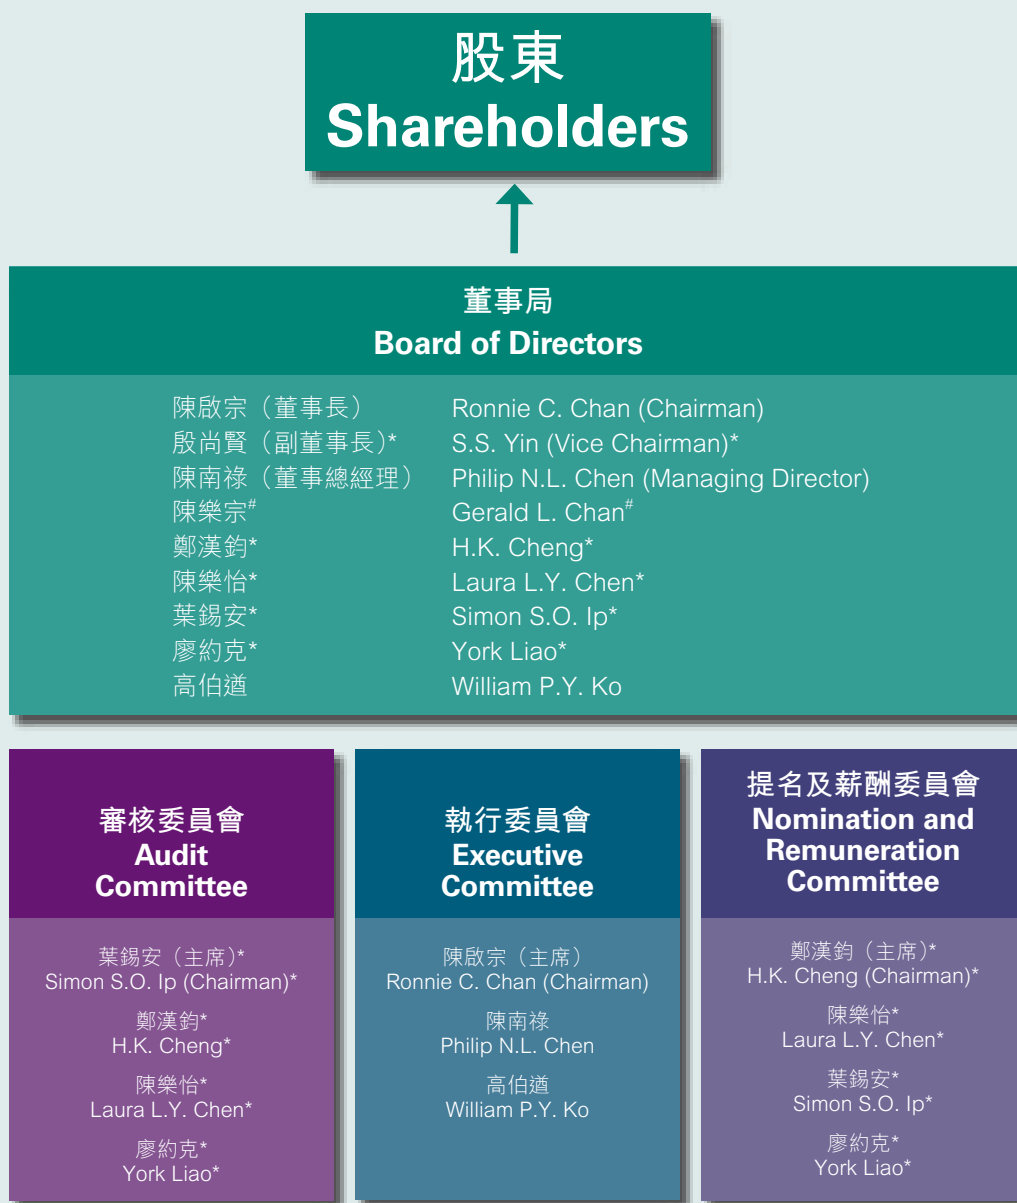 股東
Shareholders
董事局
Board of Directors
陳啟宗（董事長） Ronnie C. Chan (Chairman)
殷尚賢（副董事長）* S.S. Yin (Vice Chairman)*
陳南祿（董事總經理） Philip N.L. Chen (Managing Director)
陳樂宗# Gerald L. Chan#
鄭漢鈞* H.K. Cheng*
陳樂怡* Laura L.Y. Chen*
葉錫安* Simon S.O. Ip*
廖約克* York Liao*
高伯遒 William P.Y. Ko
審核委員會
Audit
Committee
葉錫安（主席）*
Simon S.O. Ip (Chairman)*
鄭漢鈞*
H.K. Cheng*
陳樂怡*
Laura L.Y. Chen*
廖約克*
York Liao*
執行委員會
Executive
Committee
陳啟宗（主席）
Ronnie C. Chan (Chairman)
陳南祿
Philip N.L. Chen
高伯遒
William P.Y. Ko
提名及薪酬委員會
Nomination and
Remuneration
Committee
鄭漢鈞（主席）*
H.K. Cheng (Chairman)*
陳樂怡*
Laura L.Y. Chen*
葉錫安*
Simon S.O. Ip*
廖約克*
York Liao*